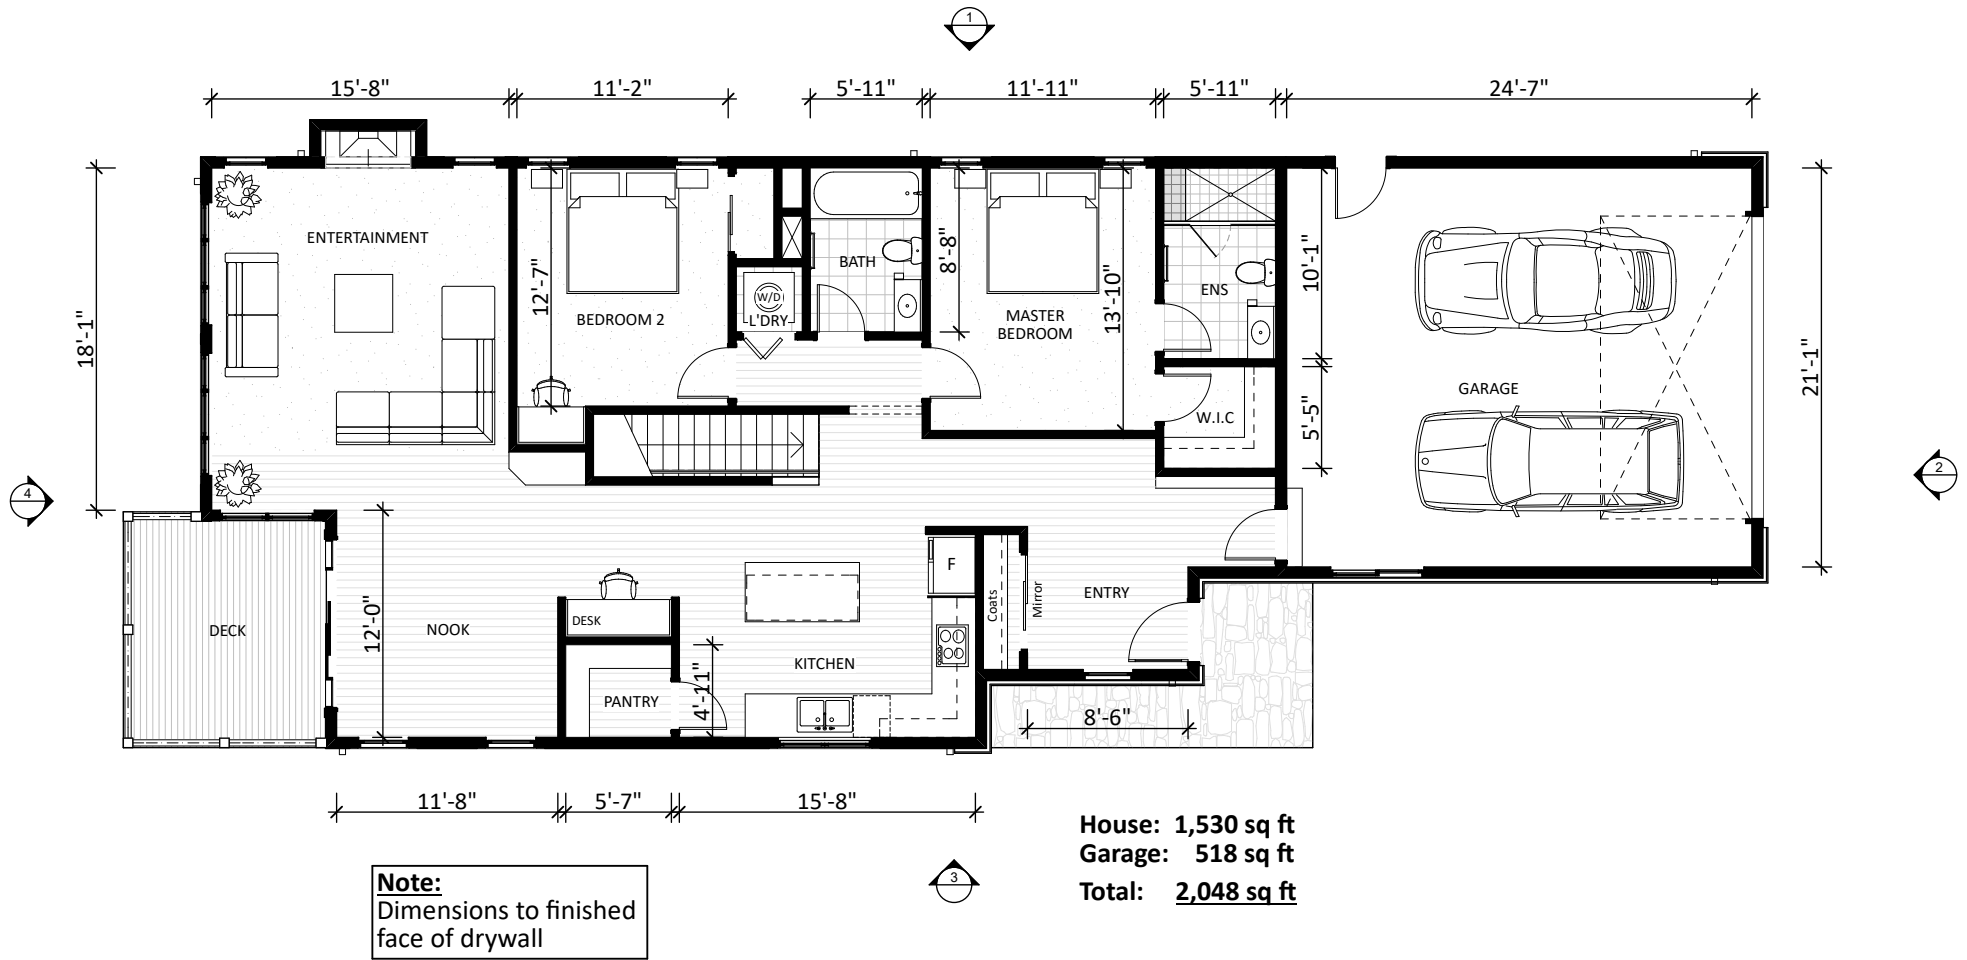 1
15'-8"
11'-2"
5'-11"
11'-11"
5'-11"
24'-7"
ENTERTAINMENT
18'-1"
12'-7"
BEDROOM 2
W/D
L'DRY
BATH
8'-8"
MASTER
BEDROOM
13'-10"
ENS
10'-1"
W.I.C
5'-5"
GARAGE
21'-1"
4
2
DECK
12'-0"
NOOK
DESK
PANTRY
4'-11"
KITCHEN
F
Coats
Mirror
ENTRY
8'-6"
11'-8"
5'-7"
15'-8"
3
House: 1,530 sq ft
Garage: 518 sq ft
Total: 2,048 sq ft
Note:
Dimensions to finished
face of drywall